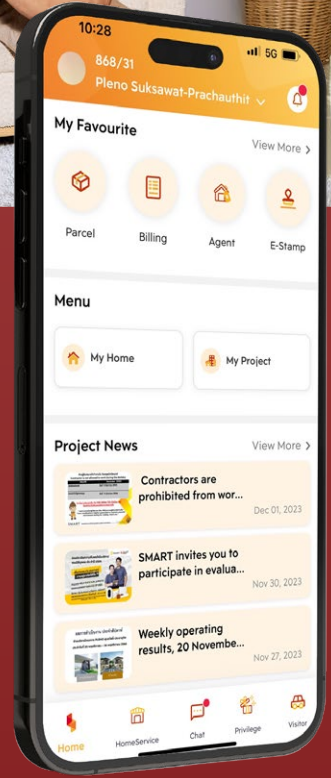 10:28
5G
868/31
Pleno Suksawat-Prachauthit
My Favourite
View More >
Parcel
Billing
Agent
E-Stamp
Menu
My Home
My Project
Project News
View More >
Contractors are
prohibited from wor...
Dec 01, 2023
SMART invites you to
participate in evalua...
Nov 30, 2023
Weekly operating
results, 20 Novembe...
Nov 27, 2023
Home
HomeService
Chat
Privilege
Visitor